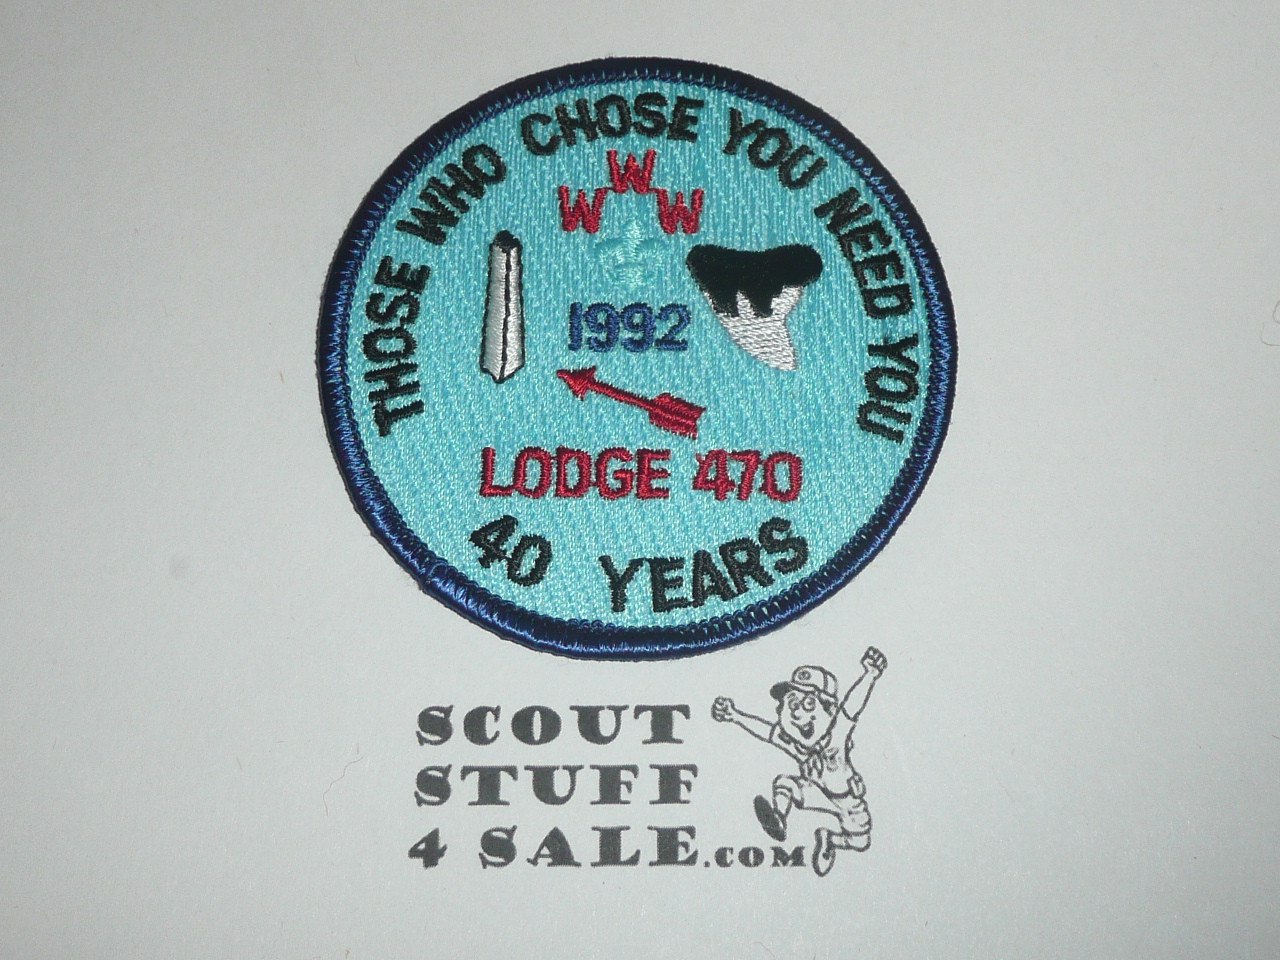 THOSE WHO CHOSE YOU NEED YOU
WWW
1992
LODGE 470
40 YEARS
SCOUT
STUFF
4 SALE.COM